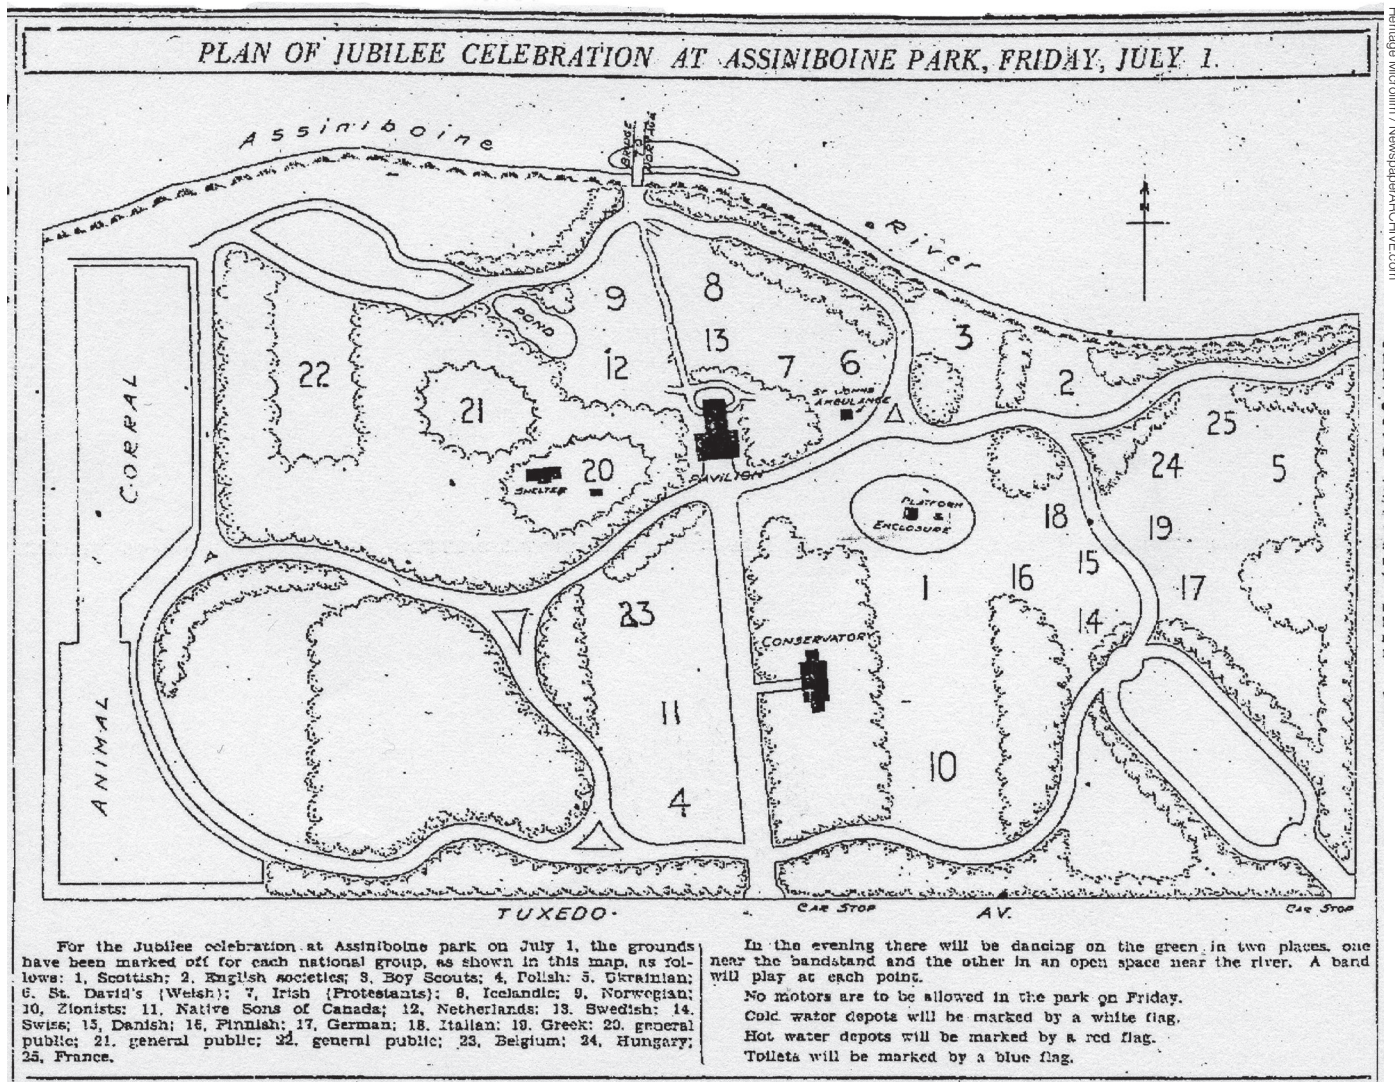 PLAN OF JUBILEE CELEBRATION AT ASSINIBOINE PARK, FRIDAY, JULY 1.
Heritage Microfilm / NewspaperARCHIVE.com
Assiniboine
River
BRIDGE
TO
PORTAGE
N
9
8
POND
3
13
22
12
7
6
2
ST JOHNS
AMBULANCE
21
25
CORRAL
20
SHELTER
PAVILION
24
5
PLATFORM
&
ENCLOSURE
18
19
15
16
1
17
23
14
CONSERVATORY
ANIMAL
11
10
4
TUXEDO
CAR STOP
AV.
CAR STOP
For the Jubilee celebration at Assiniboine park on July 1, the grounds
have been marked off for each national group, as shown in this map, as fol-
lows: 1, Scottish; 2, English societies; 3, Boy Scouts; 4, Polish; 5, Ukrainian;
6, St. David's (Welsh); 7, Irish (Protestants); 8, Icelandic; 9, Norwegian;
10, Zionists; 11, Native Sons of Canada; 12, Netherlands; 13, Swedish; 14,
Swiss; 15, Danish; 16, Finnish; 17, German; 18, Italian; 19, Greek; 20, general
public; 21, general public; 22, general public; 23, Belgium; 24, Hungary;
25, France.
In the evening there will be dancing on the green in two places, one
near the bandstand and the other in an open space near the river. A band
will play at each point.
No motors are to be allowed in the park on Friday.
Cold water depots will be marked by a white flag.
Hot water depots will be marked by a red flag.
Toilets will be marked by a blue flag.